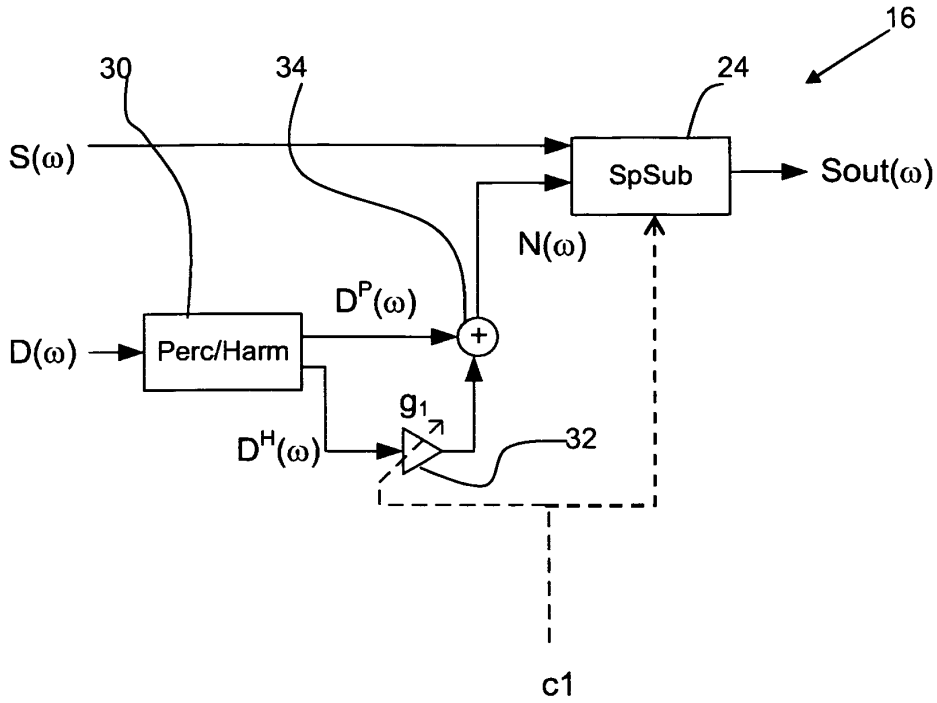 16
30
34
24
S(ω)
SpSub
Sout(ω)
N(ω)
D^P(ω)
D(ω)
Perc/Harm
+
g₁
D^H(ω)
32
c1